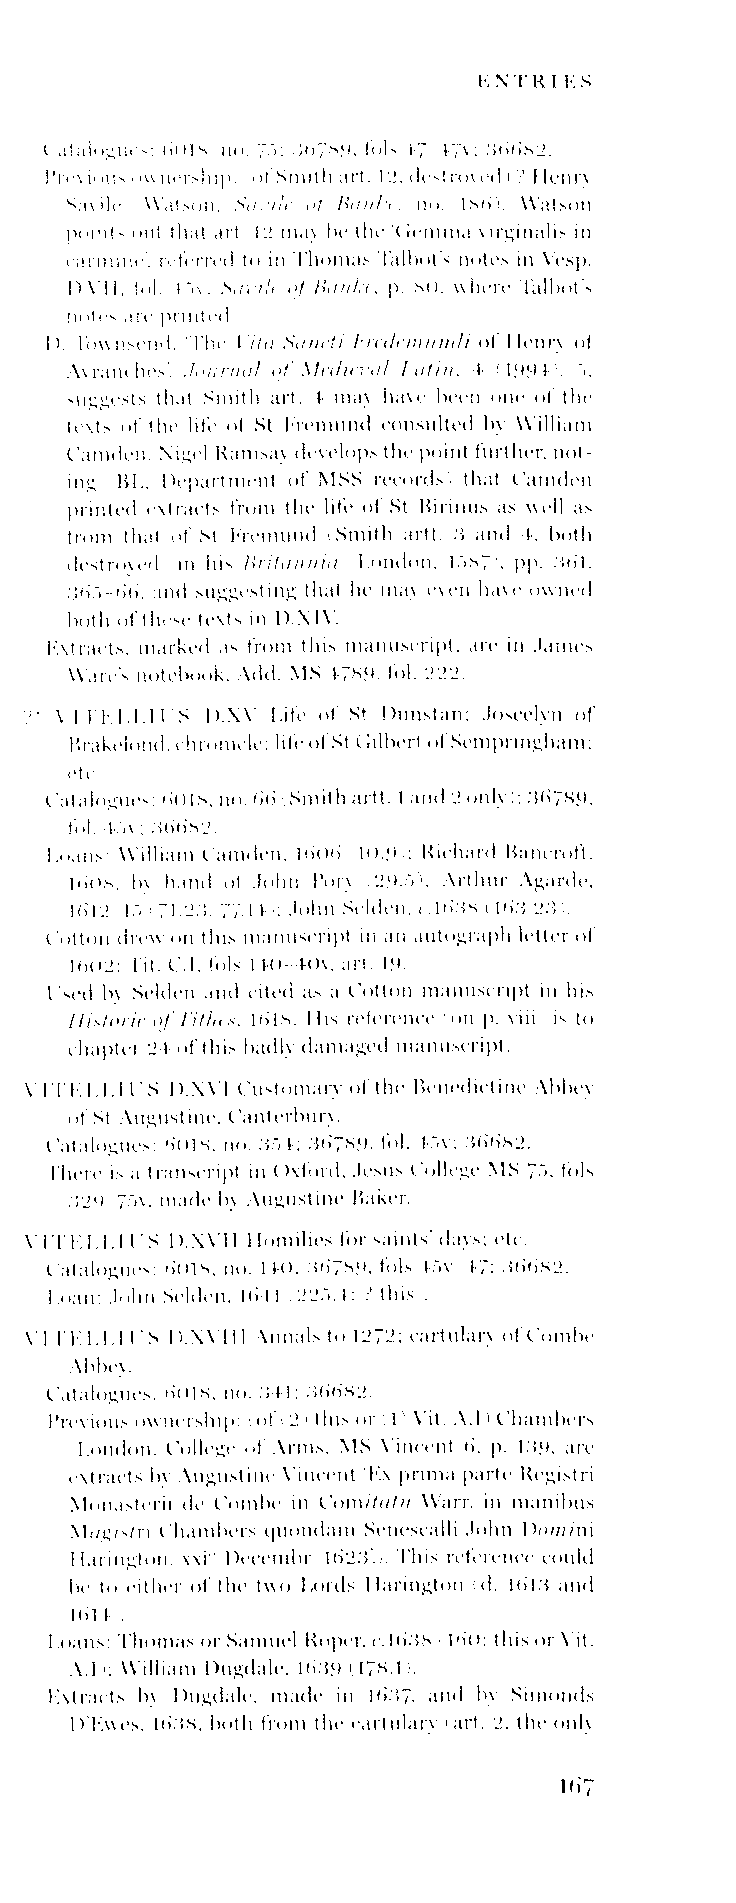 ENTRIES
Catalogues: 6018, no. 75; 36789, fols 47–47v; 36682.
Previous ownership: (of Smith art. 12, destroyed) ? Henry
Savile (Watson, Savile of Banke, no. 186). Watson
points out that art. 12 may be the 'Gemma virginalis in
carmine', referred to in Thomas Talbot's notes in Vesp.
D.VII, fol. 45v, Savile of Banke, p. 80, where Talbot's
notes are printed.
D. Townsend, 'The Vita Sancti Fredemundi of Henry of
Avranches', Journal of Medieval Latin, 4 (1994), 5,
suggests that Smith art. 4 may have been one of the
texts of the life of St Fremund consulted by William
Camden. Nigel Ramsay develops the point further, not-
ing (BL, Department of MSS records) that Camden
printed extracts from the life of St Birinus as well as
from that of St Fremund (Smith artt. 3 and 4, both
destroyed) in his Britannia (London, 1587), pp. 361,
365–66, and suggesting that he may even have owned
both of these texts in D.XIV.
Extracts, marked as from this manuscript, are in James
Ware's notebook, Add. MS 4789, fol. 222.
VITELLIUS D.XV Life of St Dunstan; Joscelyn of
Brakelond, chronicle; life of St Gilbert of Sempringham;
etc.
Catalogues: 6018, no. 66 (Smith artt. 1 and 2 only); 36789,
fol. 45v; 36682.
Loans: William Camden, 1606 (10.9); Richard Bancroft,
1608, by hand of John Pory (29.5); Arthur Agarde,
1612–15 (71.23, 77.14); John Selden, c.1638 (163.23).
Cotton drew on this manuscript in an autograph letter of
1602: Tit. C.I, fols 140–40v, art. 19.
Used by Selden and cited as a Cotton manuscript in his
Historie of Tithes, 1618. His reference (on p. viii) is to
chapter 24 of this badly damaged manuscript.
VITELLIUS D.XVI Customary of the Benedictine Abbey
of St Augustine, Canterbury.
Catalogues: 6018, no. 354; 36789, fol. 45v; 36682.
There is a transcript in Oxford, Jesus College MS 75, fols
329–75v, made by Augustine Baker.
VITELLIUS D.XVII Homilies for saints' days; etc.
Catalogues: 6018, no. 140; 36789, fols 45v–47; 36682.
Loan: John Selden, 1641 (225.4: ? this).
VITELLIUS D.XVIII Annals to 1272; cartulary of Combe
Abbey.
Catalogues: 6018, no. 341; 36682.
Previous ownership: (of (2) this or (1) Vit. A.I) Chambers
(London, College of Arms, MS Vincent 6, p. 139, are
extracts by Augustine Vincent 'Ex prima parte Registri
Monasterii de Combe in Comitatu Warr. in manibus
Magistri Chambers quondam Senescalli John Domini
Harington, xxi° Decembr. 1623'). This reference could
be to either of the two Lords Harington (d. 1613 and
1614).
Loans: Thomas or Samuel Roper, c.1638 (160: this or Vit.
A.I); William Dugdale, 1639 (178.1).
Extracts by Dugdale, made in 1637, and by Simonds
D'Ewes, 1638, both from the cartulary (art. 2, the only
167